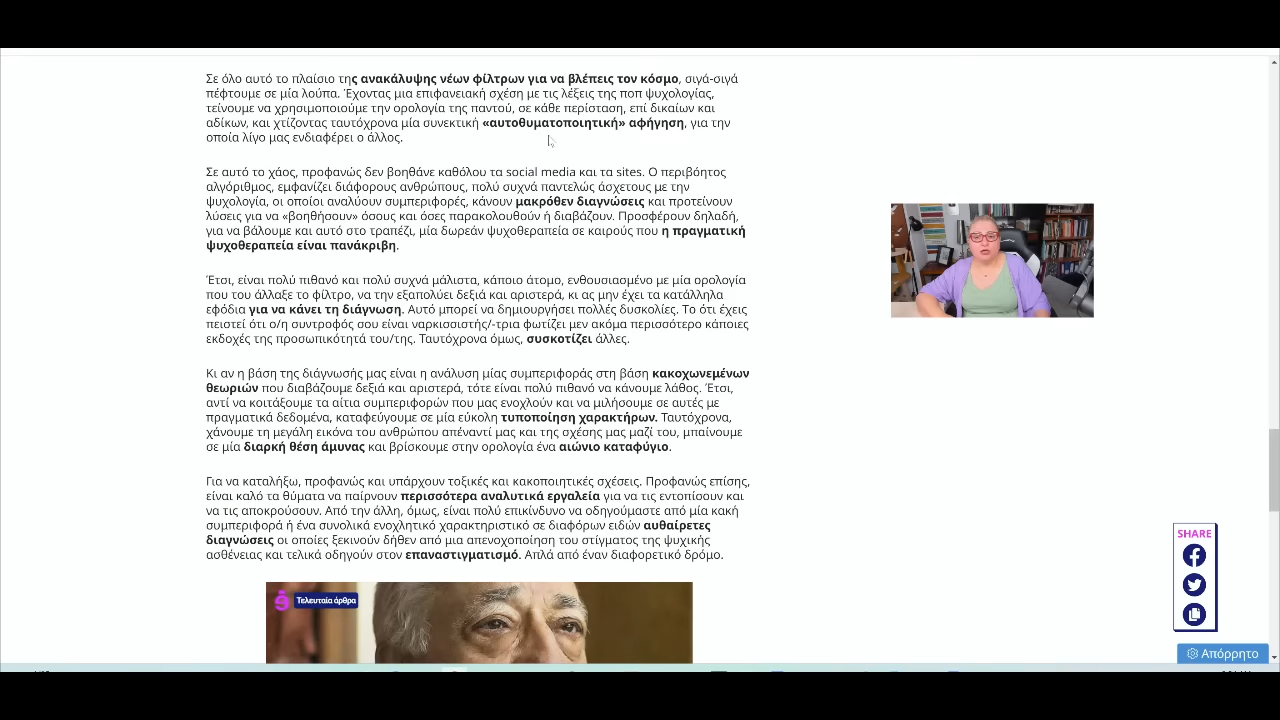 Σε όλο αυτό το πλαίσιο της ανακάλυψης νέων φίλτρων για να βλέπεις τον κόσμο, σιγά-σιγά
πέφτουμε σε μία λούπα. Έχοντας μια επιφανειακή σχέση με τις λέξεις της ποπ ψυχολογίας,
τείνουμε να χρησιμοποιούμε την ορολογία της παντού, σε κάθε περίσταση, επί δικαίων και
αδίκων, και χτίζοντας ταυτόχρονα μία συνεκτική «αυτοθυματοποιητική» αφήγηση, για την
οποία λίγο μας ενδιαφέρει ο άλλος.
Σε αυτό το χάος, προφανώς δεν βοηθάνε καθόλου τα social media και τα sites. Ο περιβόητος
αλγόριθμος, εμφανίζει διάφορους ανθρώπους, πολύ συχνά παντελώς άσχετους με την
ψυχολογία, οι οποίοι αναλύουν συμπεριφορές, κάνουν μακρόθεν διαγνώσεις και προτείνουν
λύσεις για να «βοηθήσουν» όσους και όσες παρακολουθούν ή διαβάζουν. Προσφέρουν δηλαδή,
για να βάλουμε και αυτό στο τραπέζι, μία δωρεάν ψυχοθεραπεία σε καιρούς που η πραγματική
ψυχοθεραπεία είναι πανάκριβη.
Έτσι, είναι πολύ πιθανό και πολύ συχνά μάλιστα, κάποιο άτομο, ενθουσιασμένο με μία ορολογία
που του άλλαξε το φίλτρο, να την εξαπολύει δεξιά και αριστερά, κι ας μην έχει τα κατάλληλα
εφόδια για να κάνει τη διάγνωση. Αυτό μπορεί να δημιουργήσει πολλές δυσκολίες. Το ότι έχεις
πειστεί ότι ο/η συντροφός σου είναι ναρκισσιστής/-τρια φωτίζει μεν ακόμα περισσότερο κάποιες
εκδοχές της προσωπικότητά του/της. Ταυτόχρονα όμως, συσκοτίζει άλλες.
Κι αν η βάση της διάγνωσής μας είναι η ανάλυση μίας συμπεριφοράς στη βάση κακοχωνεμένων
θεωριών που διαβάζουμε δεξιά και αριστερά, τότε είναι πολύ πιθανό να κάνουμε λάθος. Έτσι,
αντί να κοιτάξουμε τα αίτια συμπεριφορών που μας ενοχλούν και να μιλήσουμε σε αυτές με
πραγματικά δεδομένα, καταφεύγουμε σε μία εύκολη τυποποίηση χαρακτήρων. Ταυτόχρονα,
χάνουμε τη μεγάλη εικόνα του ανθρώπου απέναντί μας και της σχέσης μας μαζί του, μπαίνουμε
σε μία διαρκή θέση άμυνας και βρίσκουμε στην ορολογία ένα αιώνιο καταφύγιο.
Για να καταλήξω, προφανώς και υπάρχουν τοξικές και κακοποιητικές σχέσεις. Προφανώς επίσης,
είναι καλό τα θύματα να παίρνουν περισσότερα αναλυτικά εργαλεία για να τις εντοπίσουν και
να τις αποκρούσουν. Από την άλλη, όμως, είναι πολύ επικίνδυνο να οδηγούμαστε από μία κακή
συμπεριφορά ή ένα συνολικά ενοχλητικό χαρακτηριστικό σε διαφόρων ειδών αυθαίρετες
διαγνώσεις οι οποίες ξεκινούν δήθεν από μια αποενοχοποίηση του στίγματος της ψυχικής
ασθένειας και τελικά οδηγούν στον επαναστιγματισμό. Απλά από έναν διαφορετικό δρόμο.
SHARE
Τελευταία άρθρα
Απόρρητο